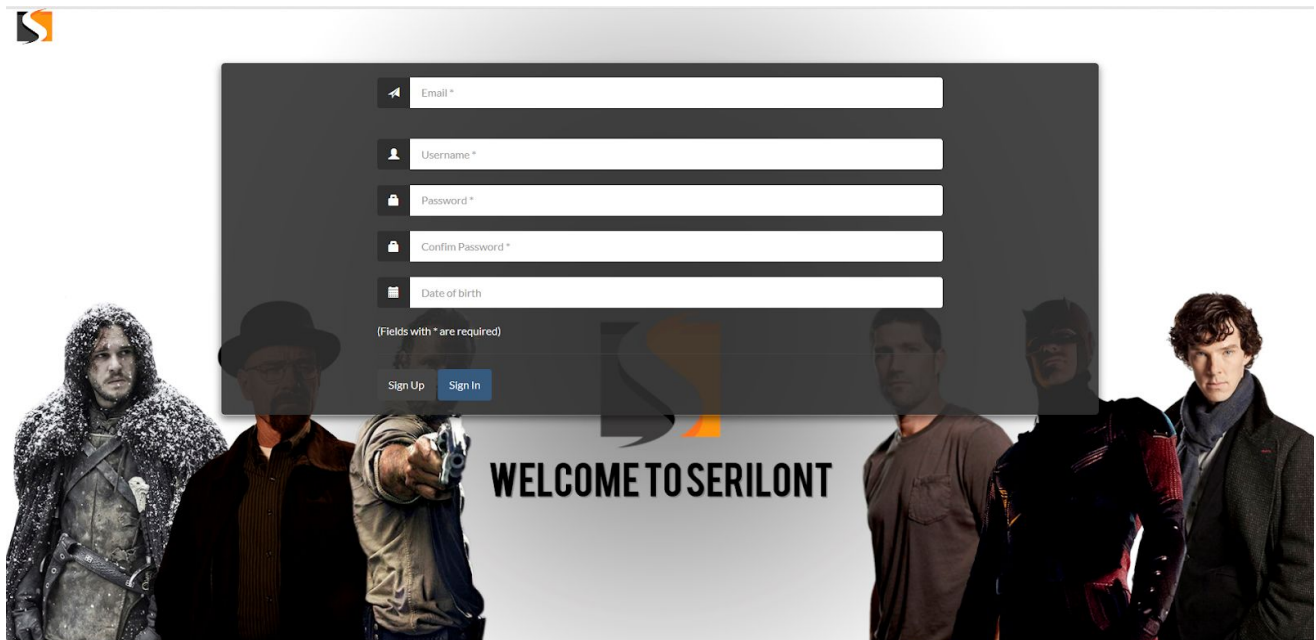 Email *
Username *
Password *
Confim Password *
Date of birth
(Fields with * are required)
Sign Up Sign In
WELCOME TO SERILONT